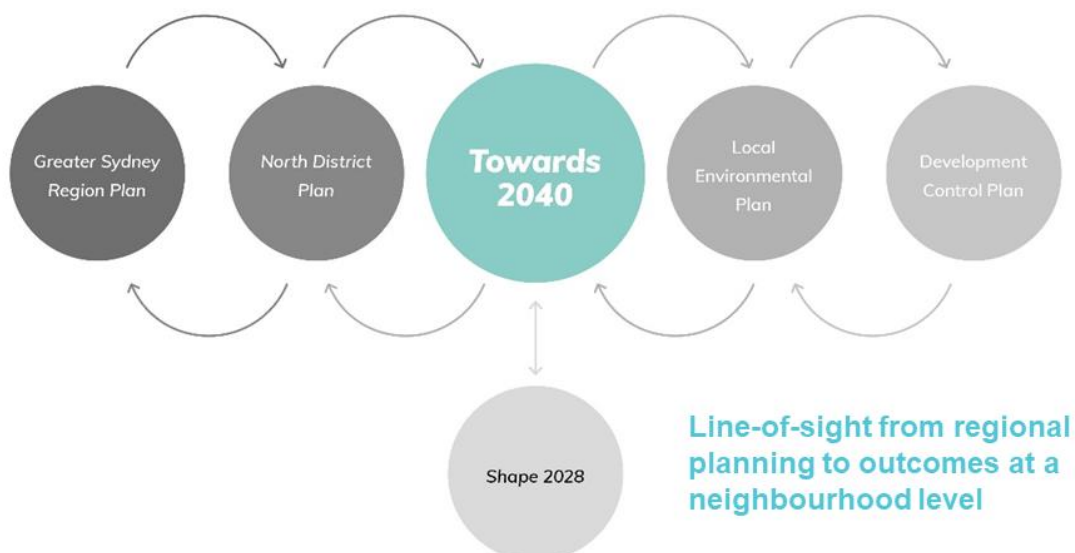 Greater Sydney
Region Plan
North District
Plan
Towards
2040
Local
Environmental
Plan
Development
Control Plan
Shape 2028
Line-of-sight from regional
planning to outcomes at a
neighbourhood level